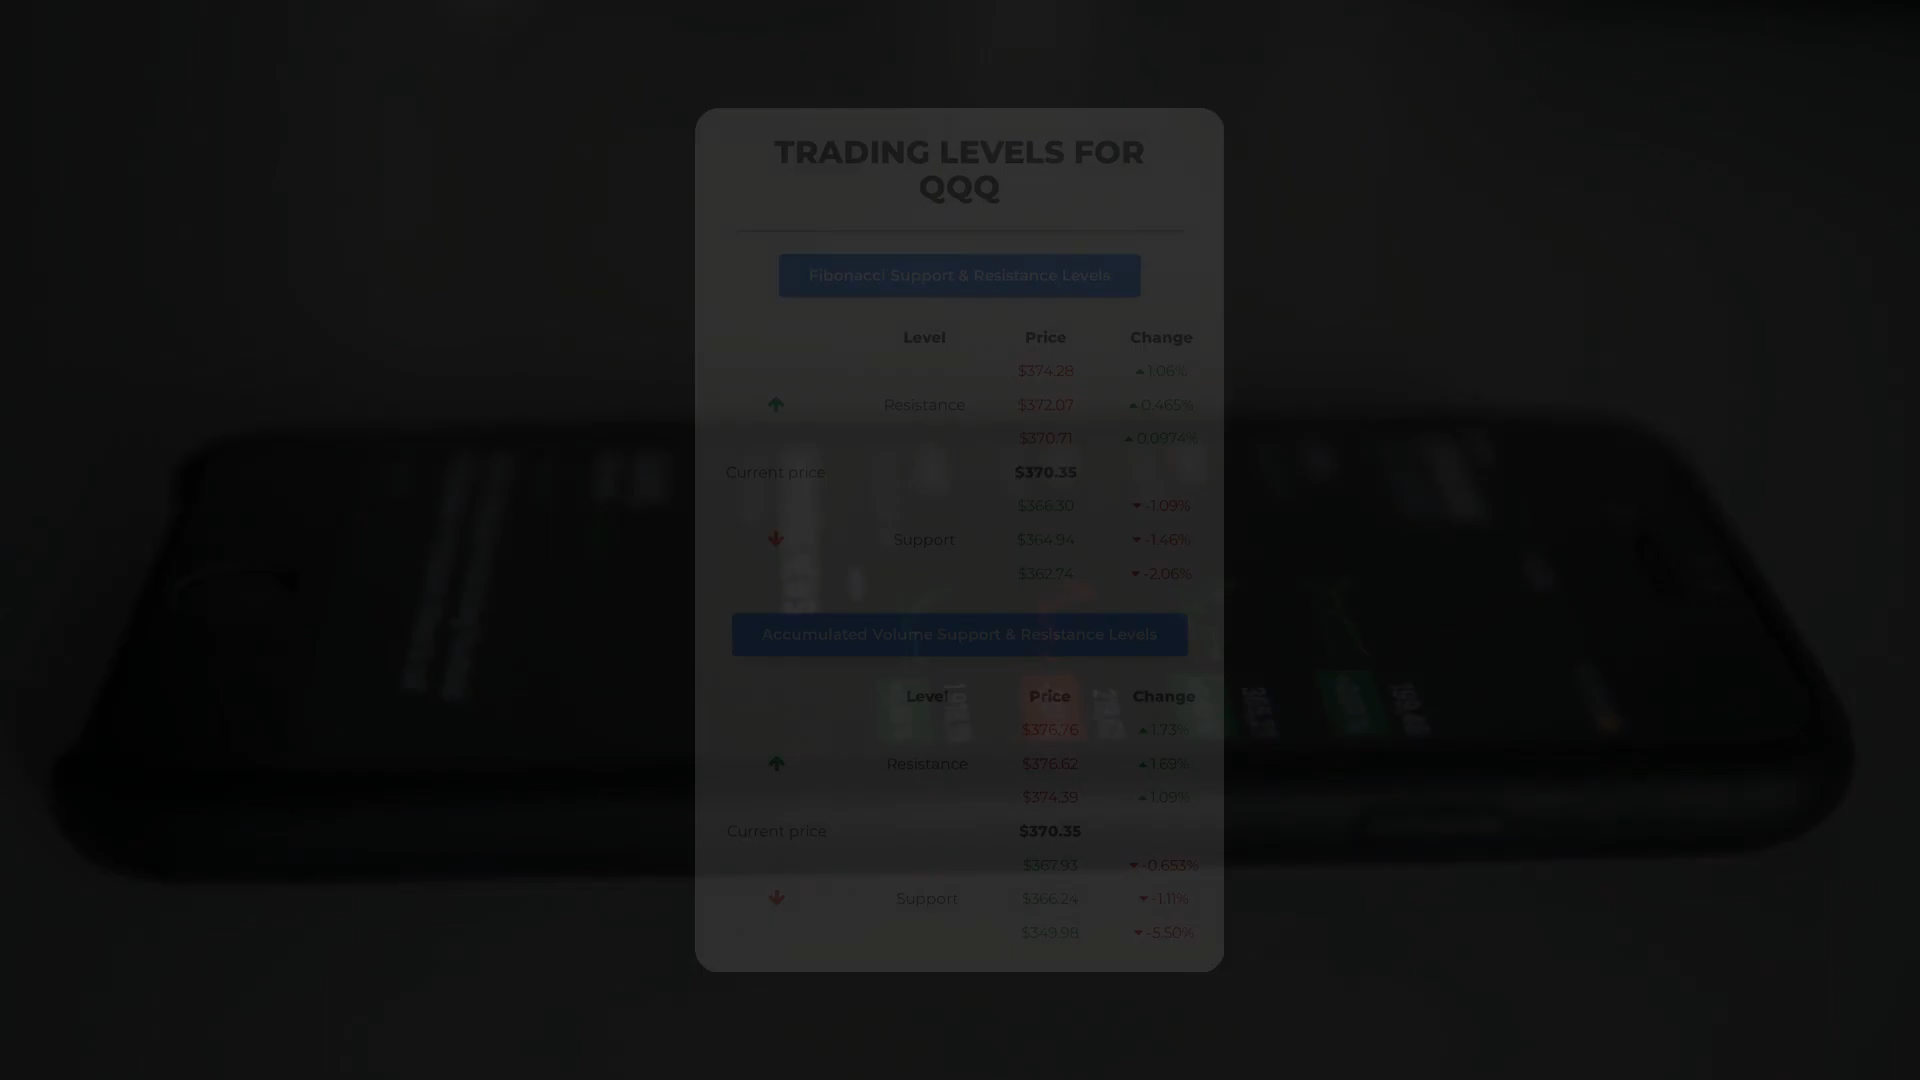 TRADING LEVELS FOR
QQQ
Fibonacci Support & Resistance Levels
Level Price Change
$374.28 1.06%
Resistance $372.07 0.465%
$370.71 0.0974%
Current price $370.35
$366.30 -1.09%
Support $364.94 -1.46%
$362.74 -2.06%
Accumulated Volume Support & Resistance Levels
Level Price Change
$376.76 1.73%
Resistance $376.62 1.69%
$374.39 1.09%
Current price $370.35
$367.93 -0.653%
Support $366.24 -1.11%
$349.98 -5.50%